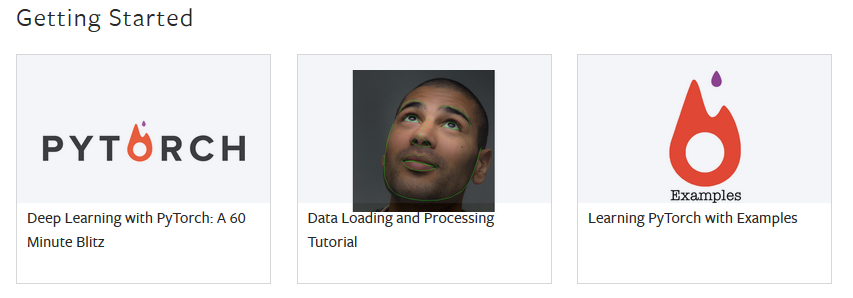 Getting Started
PYTORCH
Examples
Deep Learning with PyTorch: A 60
Minute Blitz
Data Loading and Processing
Tutorial
Learning PyTorch with Examples